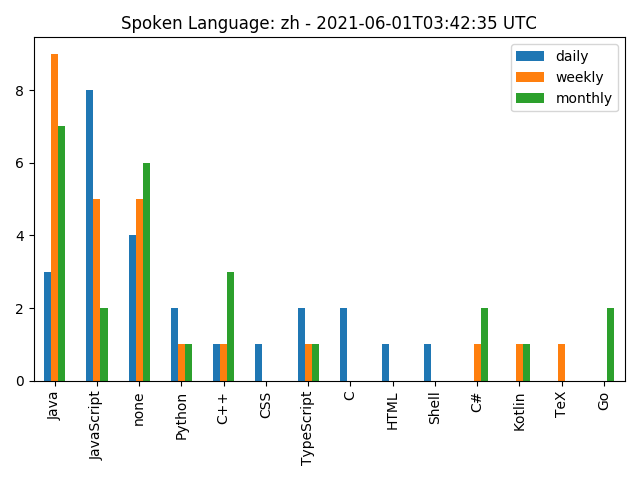 Spoken Language: zh - 2021-06-01T03:42:35 UTC
daily
weekly
monthly
8
6
4
2
0
Java
JavaScript
none
Python
C++
CSS
TypeScript
C
HTML
Shell
C#
Kotlin
TeX
Go